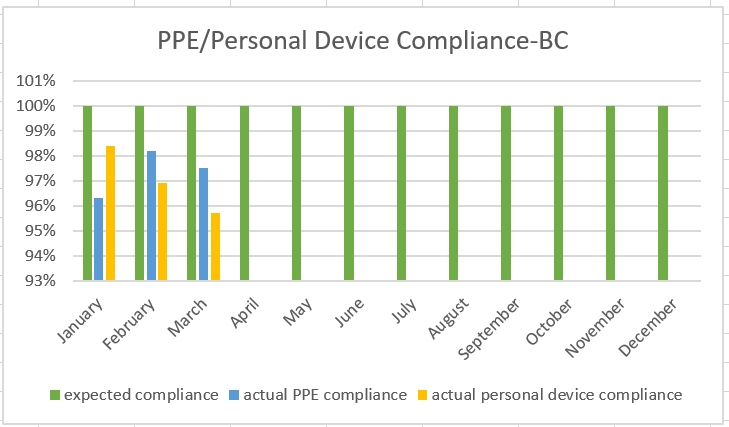 PPE/Personal Device Compliance-BC
101%
100%
99%
98%
97%
96%
95%
94%
93%
January
February
March
April
May
June
July
August
September
October
November
December
expected compliance
actual PPE compliance
actual personal device compliance